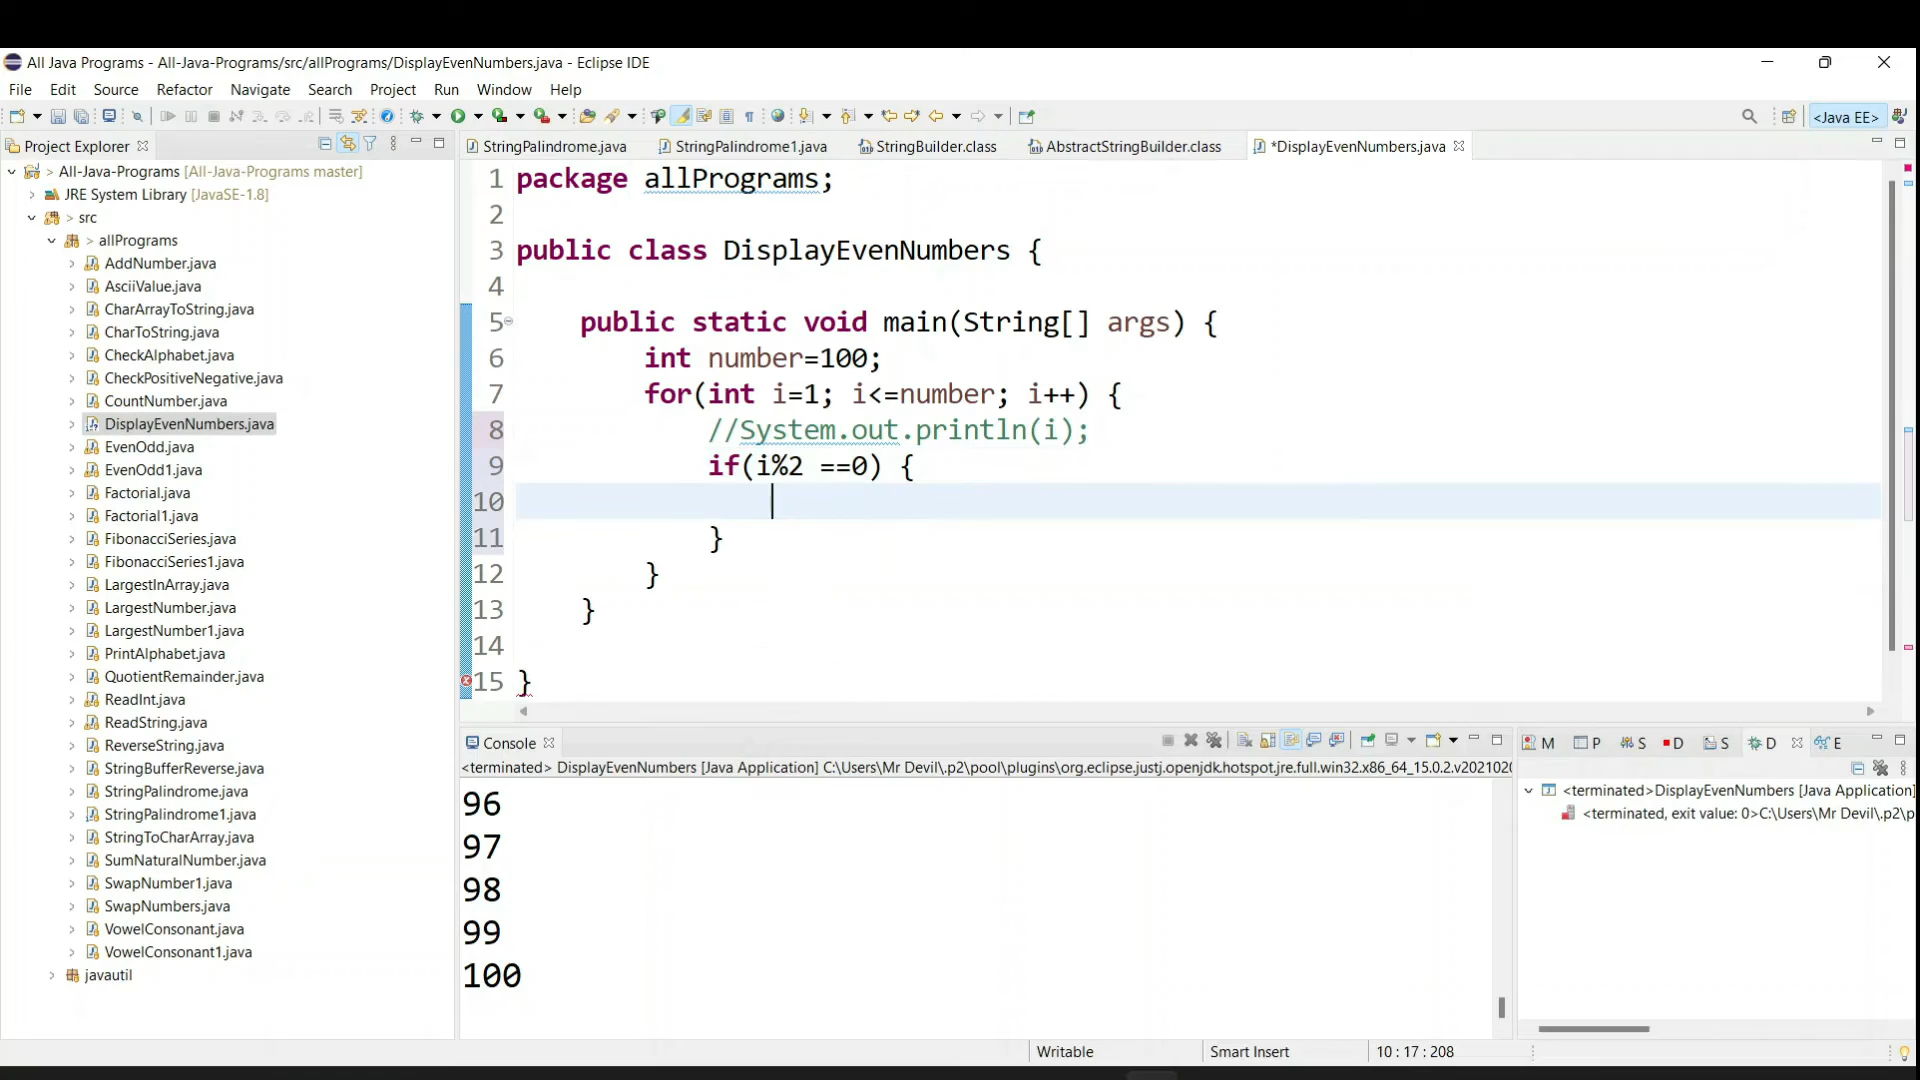 All Java Programs - All-Java-Programs/src/allPrograms/DisplayEvenNumbers.java - Eclipse IDE
File Edit Source Refactor Navigate Search Project Run Window Help
<Java EE>
Project Explorer
StringPalindrome.java StringPalindrome1.java StringBuilder.class AbstractStringBuilder.class *DisplayEvenNumbers.java
> All-Java-Programs [All-Java-Programs master]
JRE System Library [JavaSE-1.8]
> src
> allPrograms
AddNumber.java
AsciiValue.java
CharArrayToString.java
CharToString.java
CheckAlphabet.java
CheckPositiveNegative.java
CountNumber.java
DisplayEvenNumbers.java
EvenOdd.java
EvenOdd1.java
Factorial.java
Factorial1.java
FibonacciSeries.java
FibonacciSeries1.java
LargestInArray.java
LargestNumber.java
LargestNumber1.java
PrintAlphabet.java
QuotientRemainder.java
ReadInt.java
ReadString.java
ReverseString.java
StringBufferReverse.java
StringPalindrome.java
StringPalindrome1.java
StringToCharArray.java
SumNaturalNumber.java
SwapNumber1.java
SwapNumbers.java
VowelConsonant.java
VowelConsonant1.java
javautil
1 package allPrograms;
2
3 public class DisplayEvenNumbers {
4
5 public static void main(String[] args) {
6 int number=100;
7 for(int i=1; i<=number; i++) {
8 //System.out.println(i);
9 if(i%2 ==0) {
10
11 }
12 }
13 }
14
15 }
Console
<terminated> DisplayEvenNumbers [Java Application] C:\Users\Mr Devil\.p2\pool\plugins\org.eclipse.justj.openjdk.hotspot.jre.full.win32.x86_64_15.0.2.v2021020
96
97
98
99
100
M P S D S D E
<terminated>DisplayEvenNumbers [Java Application]
<terminated, exit value: 0>C:\Users\Mr Devil\.p2\p
Writable Smart Insert 10 : 17 : 208